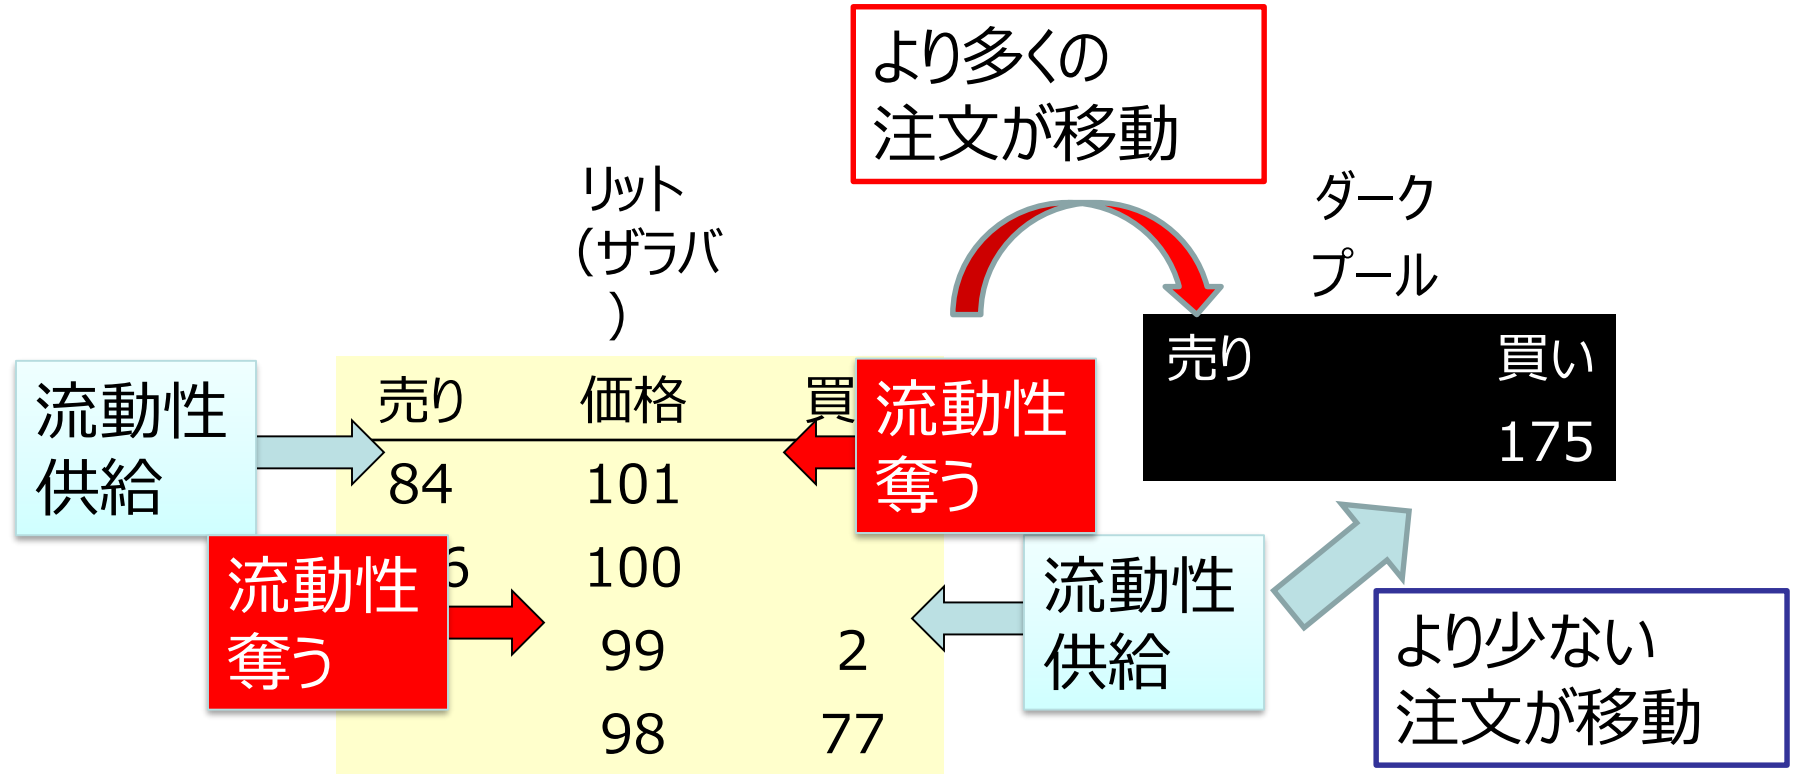 より多くの
注文が移動
リット
（ザラバ
）
ダーク
プール
売り 買い
175
流動性
供給
売り 価格 買
流動性
奪う
84 101
6 100
流動性
奪う
流動性
供給
99 2
98 77
より少ない
注文が移動